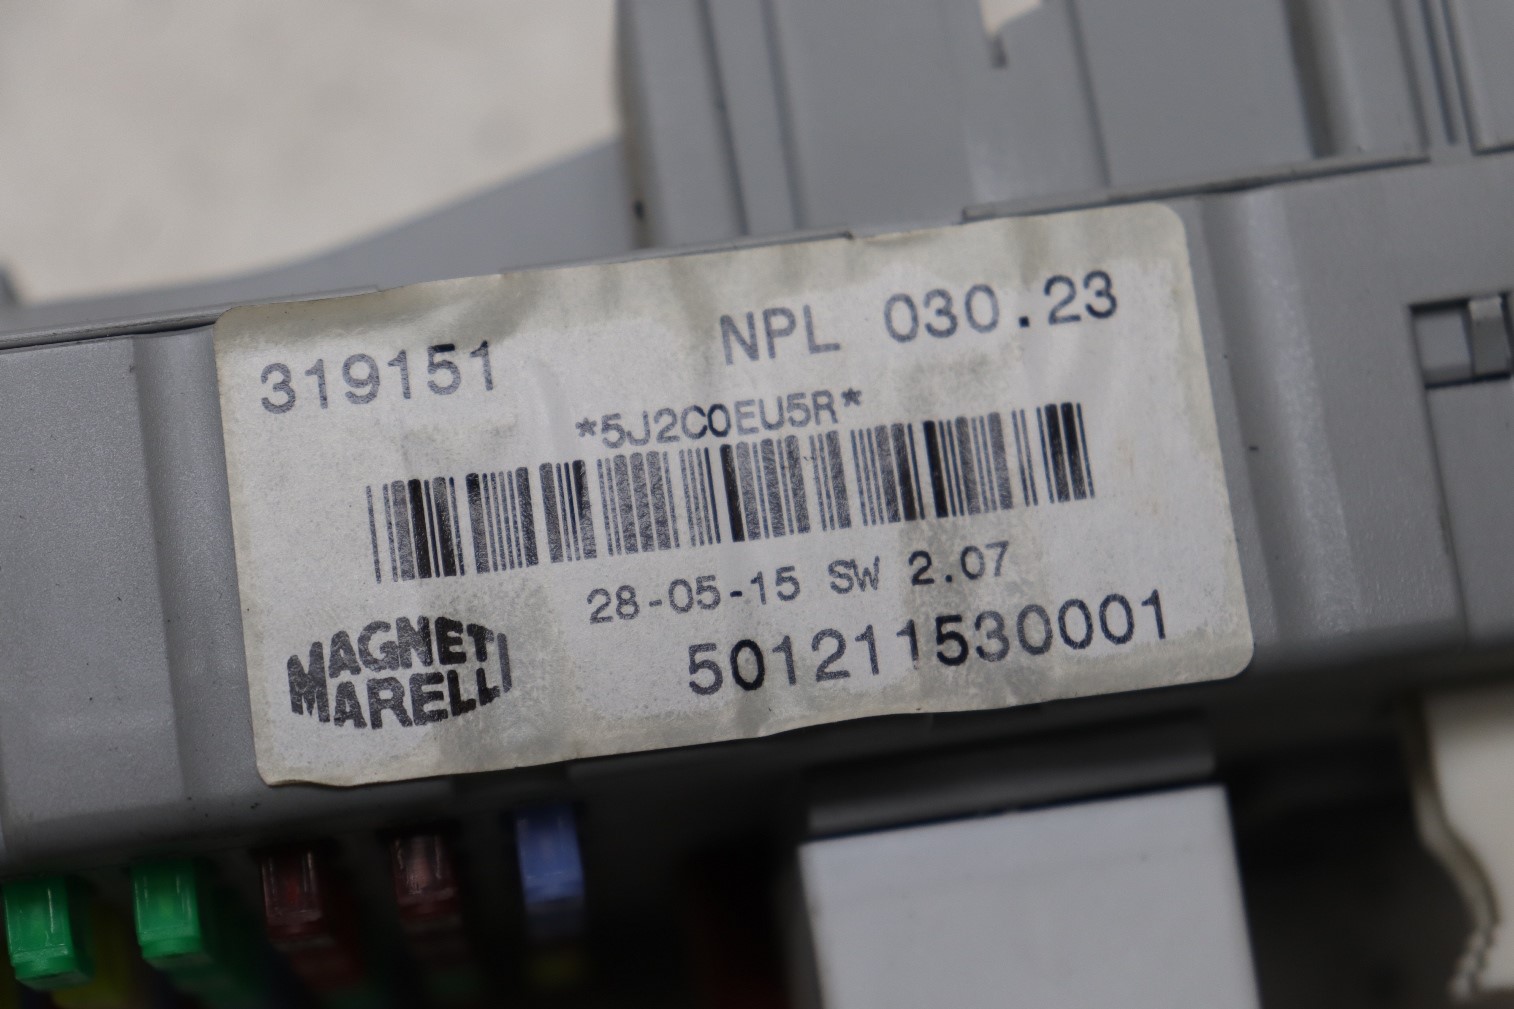 319151 NPL 030.23
*5J2C0EU5R*
28-05-15 SW 2.07
501211530001
MAGNETI
MARELLI